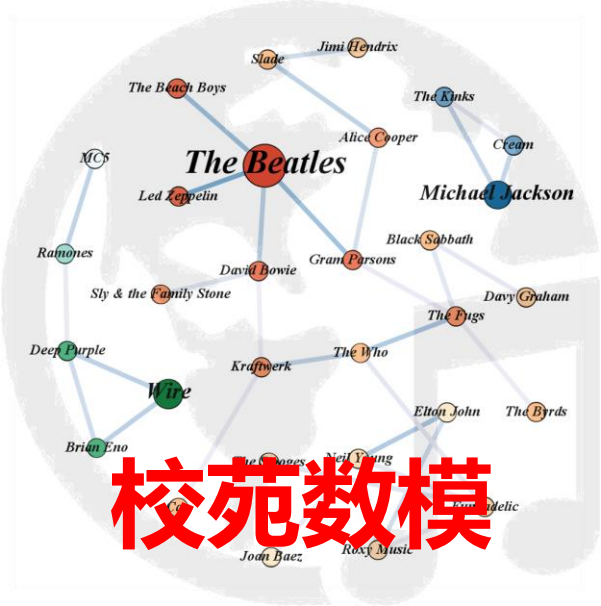 Jimi Hendrix
Slade
The Beach Boys
The Kinks
Alice Cooper
Cream
MC5
The Beatles
Led Zeppelin
Michael Jackson
Black Sabbath
Ramones
Gram Parsons
David Bowie
Sly & the Family Stone
Davy Graham
The Fugs
Deep Purple
The Who
Kraftwerk
Wire
Elton John
The Byrds
Brian Eno
Neil Young
校苑数模
Roxy Music
Joan Baez